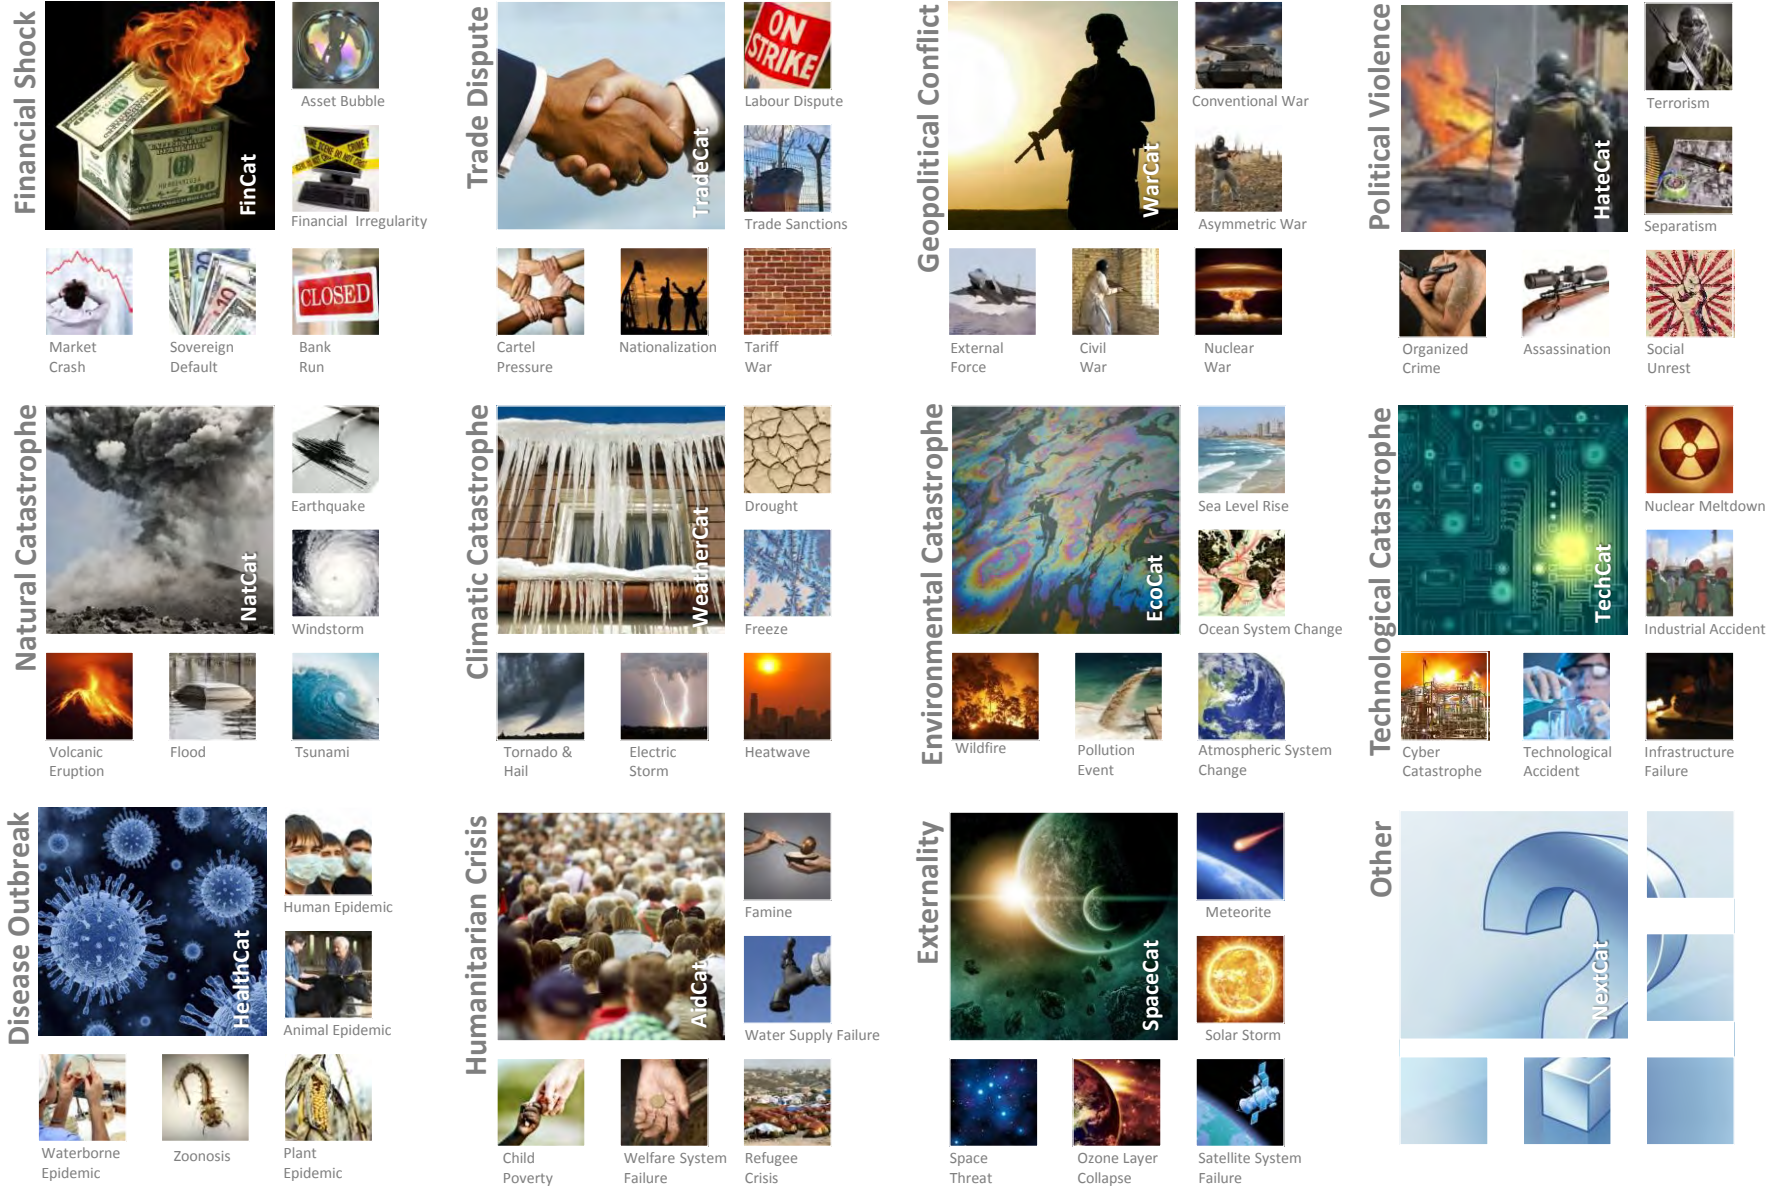 Financial Shock
FinCat
Asset Bubble
Financial Irregularity
Market
Crash
Sovereign
Default
CLOSED
Bank
Run
Trade Dispute
TradeCat
ON
STRIKE
Labour Dispute
Trade Sanctions
Cartel
Pressure
Nationalization
Tariff
War
Geopolitical Conflict
WarCat
Conventional War
Asymmetric War
External
Force
Civil
War
Nuclear
War
Political Violence
HateCat
Terrorism
Separatism
Organized
Crime
Assassination
Social
Unrest
Natural Catastrophe
NatCat
Earthquake
Windstorm
Volcanic
Eruption
Flood
Tsunami
Climatic Catastrophe
WeatherCat
Drought
Freeze
Tornado &
Hail
Electric
Storm
Heatwave
Environmental Catastrophe
EcoCat
Sea Level Rise
Ocean System Change
Wildfire
Pollution
Event
Atmospheric System
Change
Technological Catastrophe
TechCat
Nuclear Meltdown
Industrial Accident
Cyber
Catastrophe
Technological
Accident
Infrastructure
Failure
Disease Outbreak
HealthCat
Human Epidemic
Animal Epidemic
Waterborne
Epidemic
Zoonosis
Plant
Epidemic
Humanitarian Crisis
AidCat
Famine
Water Supply Failure
Child
Poverty
Welfare System
Failure
Refugee
Crisis
Externality
SpaceCat
Meteorite
Solar Storm
Space
Threat
Ozone Layer
Collapse
Satellite System
Failure
Other
NextCat